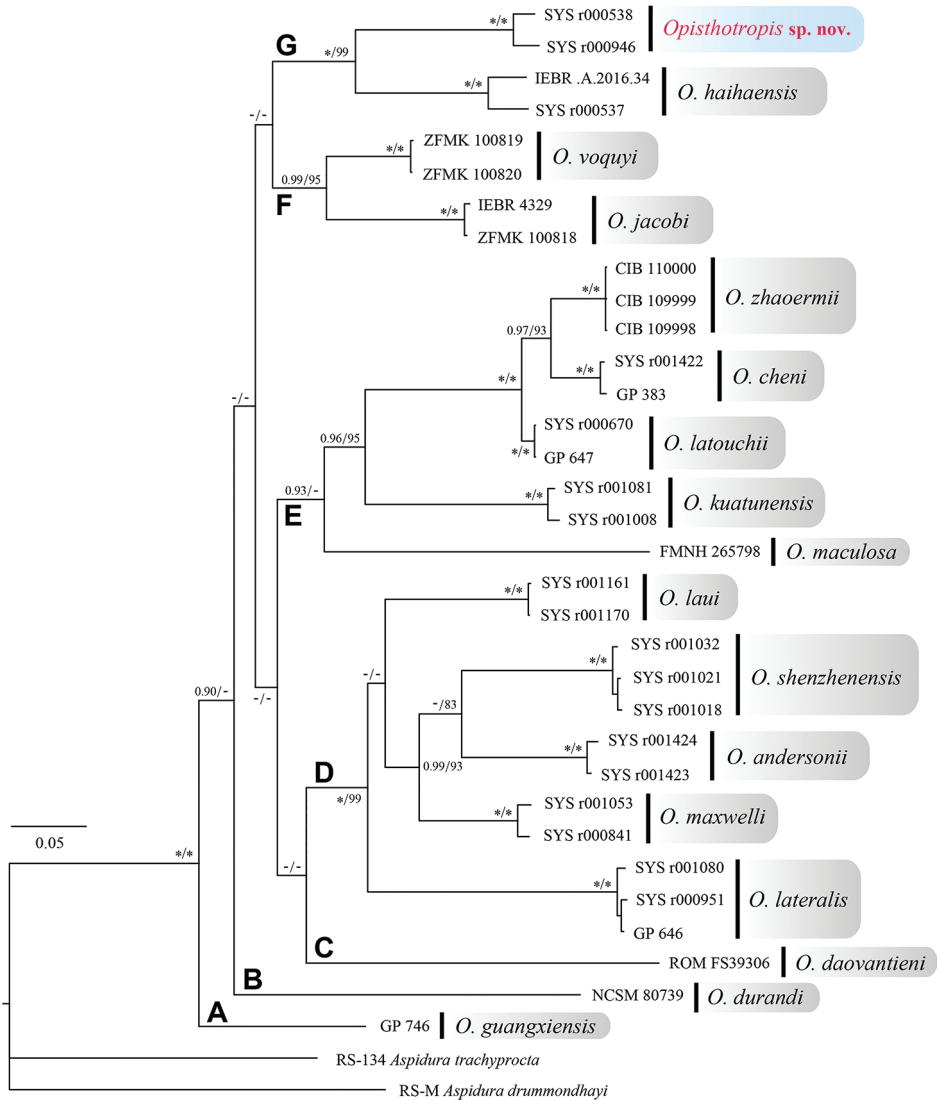 G
*/99
*/*
SYS r000538
SYS r000946
Opisthotropis sp. nov.
*/*
IEBR .A.2016.34
SYS r000537
O. haihaensis
-/-
F
0.99/95
*/*
ZFMK 100819
ZFMK 100820
O. voquyi
*/*
IEBR 4329
ZFMK 100818
O. jacobi
-/-
E
0.93/-
0.96/95
*/*
0.97/93
*/*
CIB 110000
CIB 109999
CIB 109998
O. zhaoermii
*/*
SYS r001422
GP 383
O. cheni
*/*
SYS r000670
GP 647
O. latouchii
*/*
SYS r001081
SYS r001008
O. kuatunensis
FMNH 265798
O. maculosa
-/-
D
*/99
-/-
*/*
SYS r001161
SYS r001170
O. laui
0.99/93
-/83
*/*
SYS r001032
SYS r001021
SYS r001018
O. shenzhenensis
*/*
SYS r001424
SYS r001423
O. andersonii
*/*
SYS r001053
SYS r000841
O. maxwelli
*/*
SYS r001080
SYS r000951
GP 646
O. lateralis
-/-
C
ROM FS39306
O. daovantieni
0.90/-
B
NCSM 80739
O. durandi
*/*
A
GP 746
O. guangxiensis
RS-134 Aspidura trachyprocta
RS-M Aspidura drummondhayi
0.05